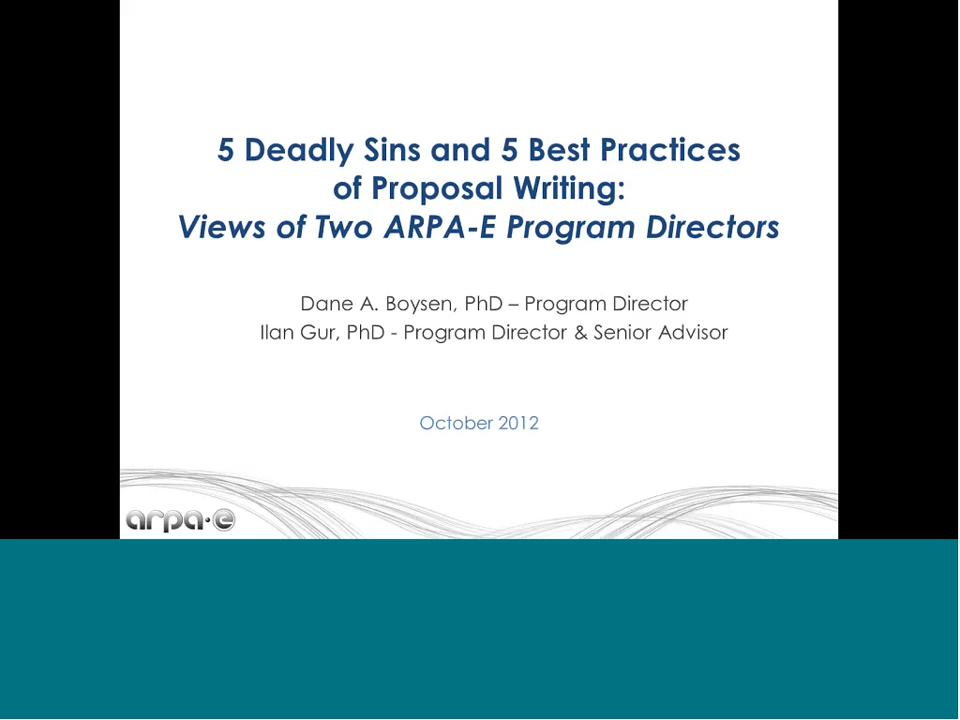 5 Deadly Sins and 5 Best Practices
of Proposal Writing:
Views of Two ARPA-E Program Directors
Dane A. Boysen, PhD – Program Director
Ilan Gur, PhD - Program Director & Senior Advisor
October 2012
arpa·e